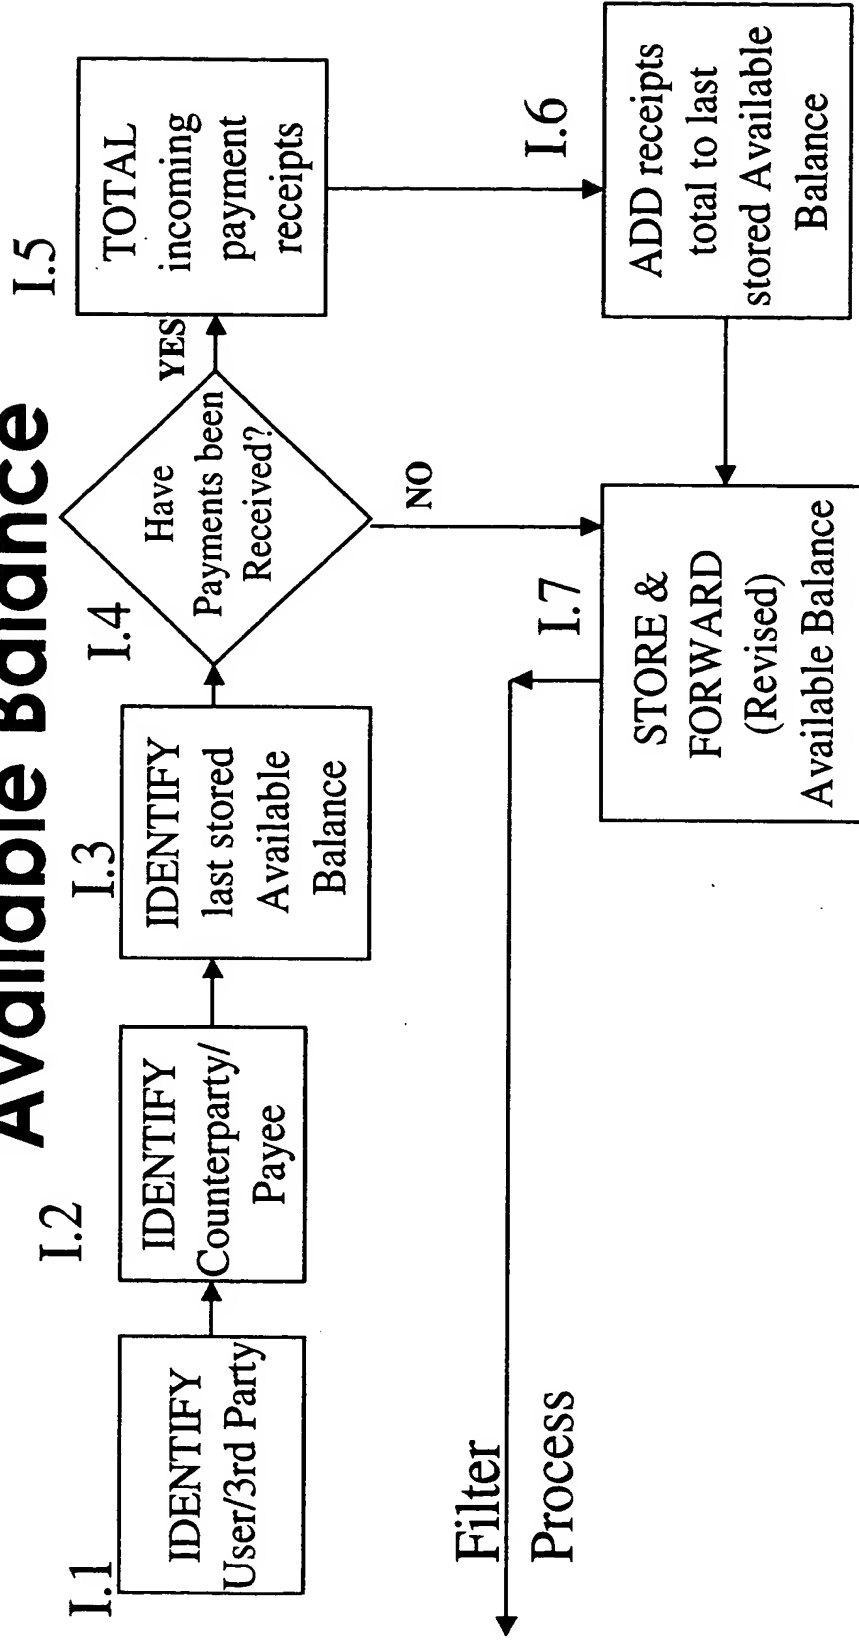 Available Balance
I.1
IDENTIFY
User/3rd Party
I.2
IDENTIFY
Counterparty/
Payee
I.3
IDENTIFY
last stored
Available
Balance
I.4
Have
Payments been
Received?
YES
NO
I.5
TOTAL
incoming
payment
receipts
I.6
ADD receipts
total to last
stored Available
Balance
I.7
STORE &
FORWARD
(Revised)
Available Balance
Filter
Process